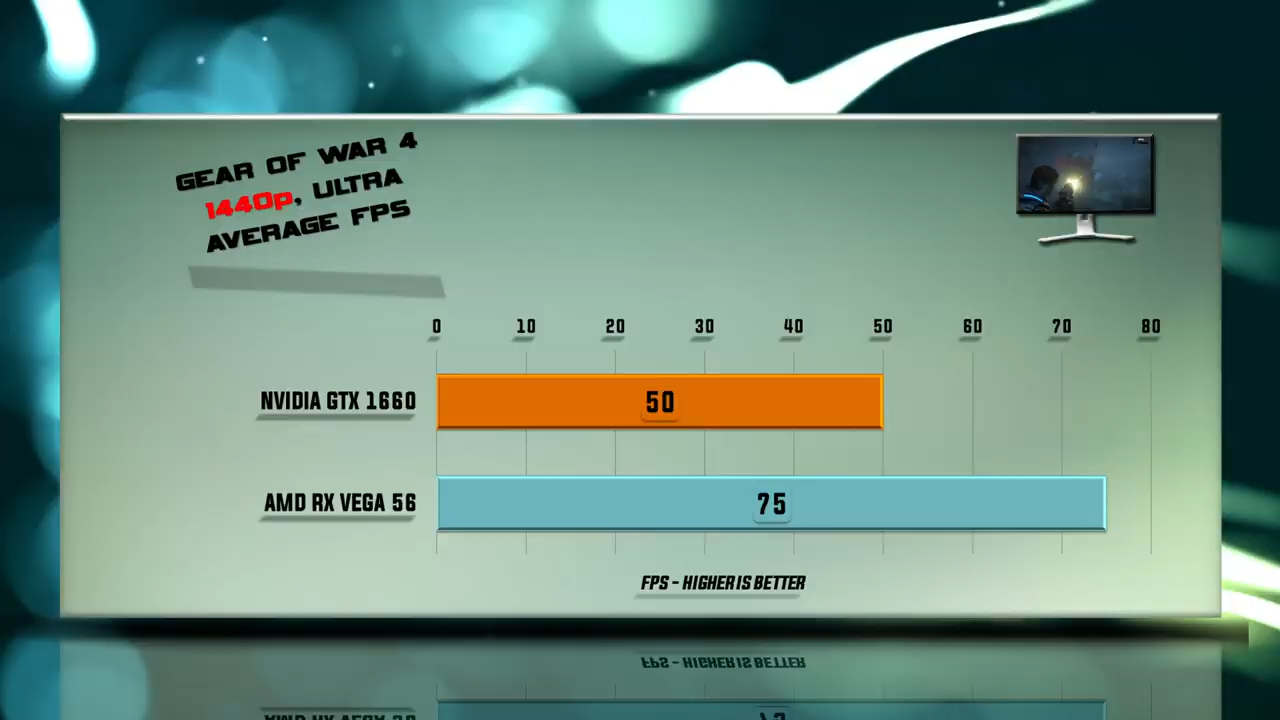 GEAR OF WAR 4
1440p, ULTRA
AVERAGE FPS
0 10 20 30 40 50 60 70 80
NVIDIA GTX 1660 50
AMD RX VEGA 56 75
FPS - HIGHER IS BETTER